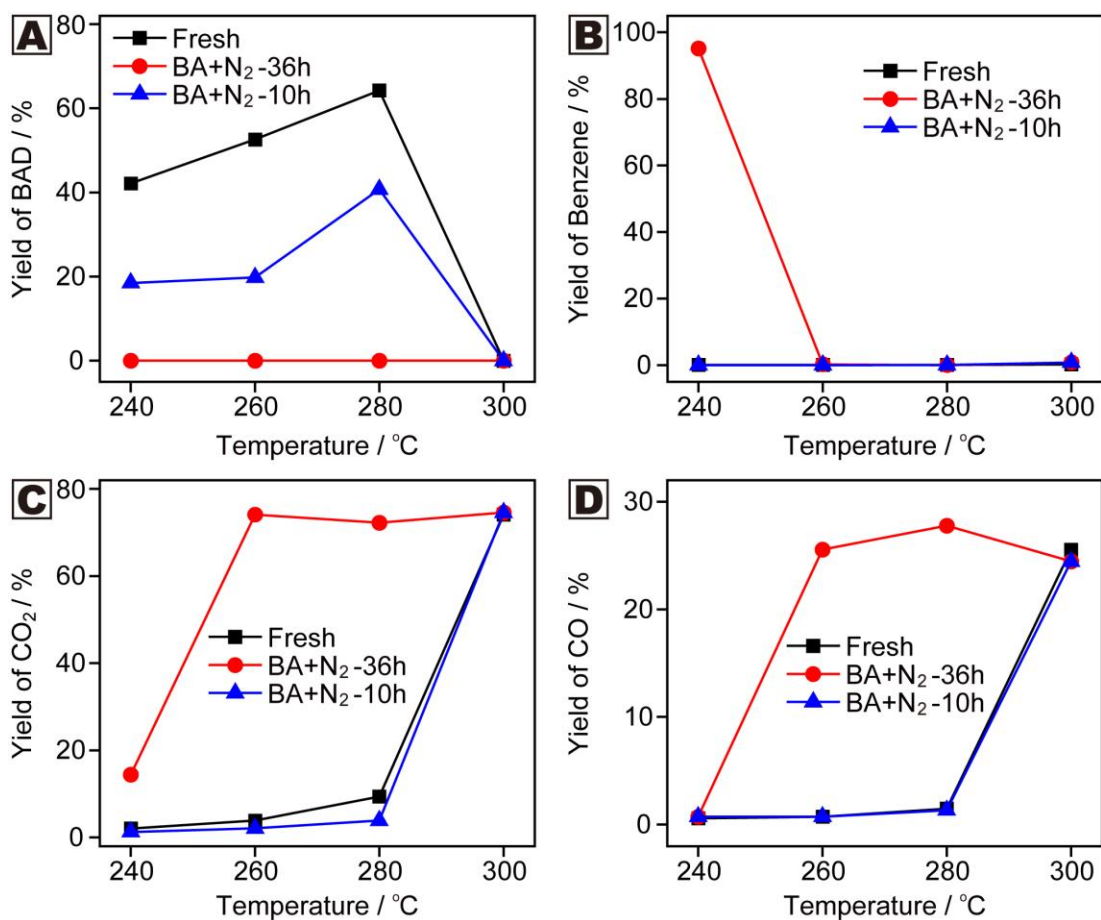 A
Yield of BAD / %
80
60
40
20
0
Fresh
BA+N₂-36h
BA+N₂-10h
240 260 280 300
Temperature / °C
B
Yield of Benzene / %
100
80
60
40
20
0
Fresh
BA+N₂-36h
BA+N₂-10h
240 260 280 300
Temperature / °C
C
Yield of CO₂ / %
80
60
40
20
0
Fresh
BA+N₂-36h
BA+N₂-10h
240 260 280 300
Temperature / °C
D
Yield of CO / %
30
20
10
0
Fresh
BA+N₂-36h
BA+N₂-10h
240 260 280 300
Temperature / °C